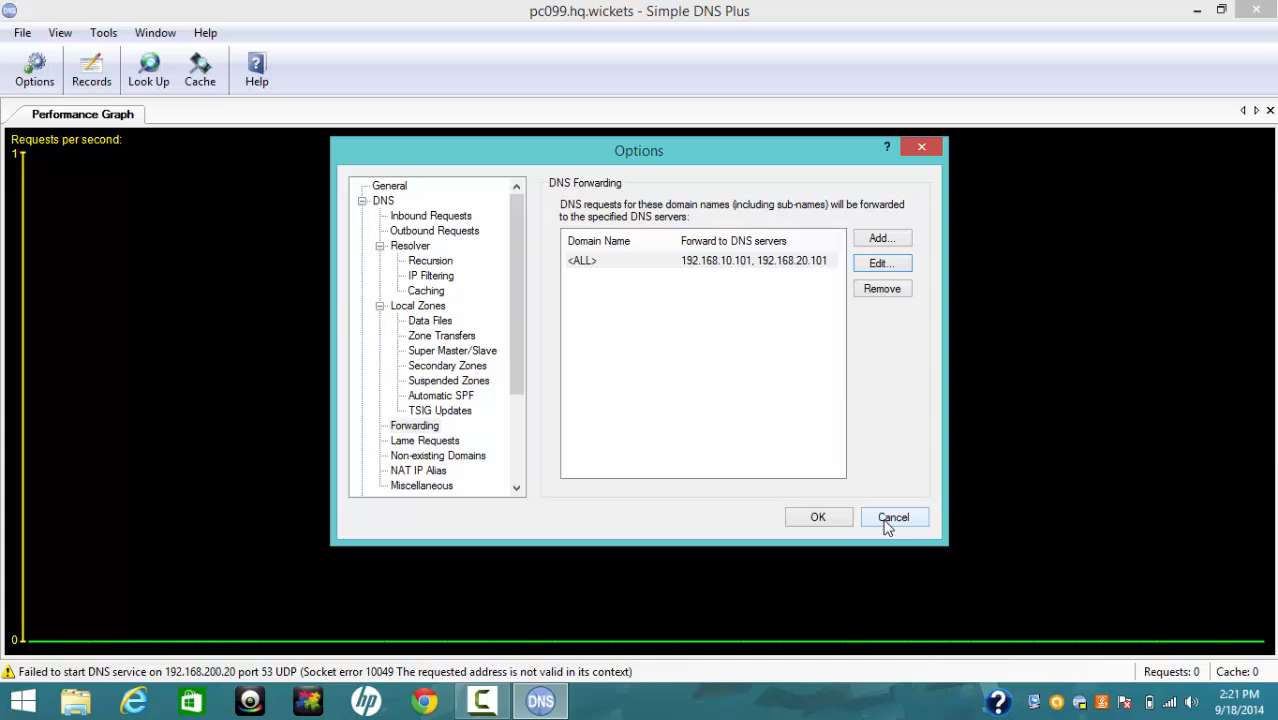 pc099.hq.wickets - Simple DNS Plus
File View Tools Window Help
Options Records Look Up Cache Help
Performance Graph
Requests per second:
1
Options
?
General
DNS
Inbound Requests
Outbound Requests
Resolver
Recursion
IP Filtering
Caching
Local Zones
Data Files
Zone Transfers
Super Master/Slave
Secondary Zones
Suspended Zones
Automatic SPF
TSIG Updates
Forwarding
Lame Requests
Non-existing Domains
NAT IP Alias
Miscellaneous
DNS Forwarding
DNS requests for these domain names (including sub-names) will be forwarded
to the specified DNS servers:
Domain Name Forward to DNS servers
<ALL> 192.168.10.101, 192.168.20.101
Add...
Edit...
Remove
OK Cancel
0
Failed to start DNS service on 192.168.200.20 port 53 UDP (Socket error 10049 The requested address is not valid in its context)
Requests: 0 Cache: 0
DNS
2:21 PM
9/18/2014